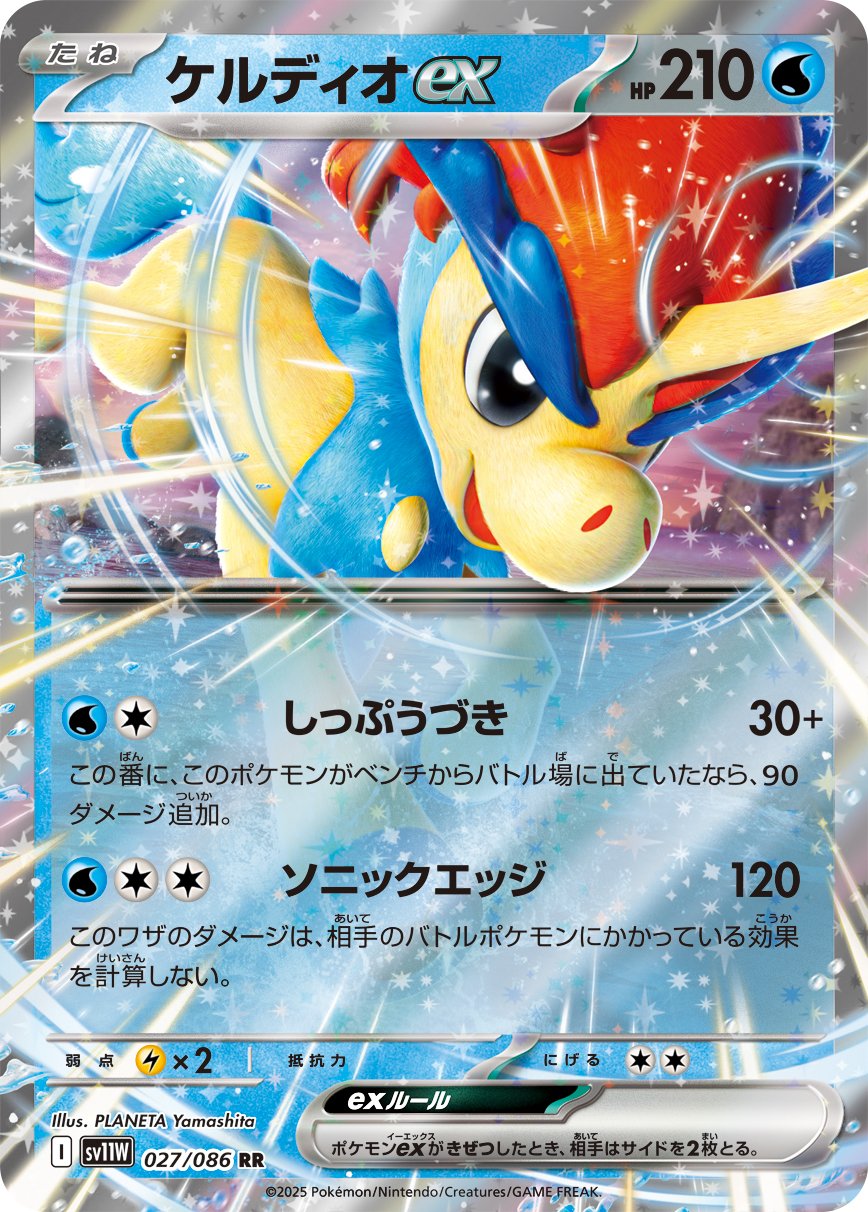 たね
ケルディオex
HP210
しっぷうづき 30+
この番に、このポケモンがベンチからバトル場に出ていたなら、90
ダメージ追加。
ソニックエッジ 120
このワザのダメージは、相手のバトルポケモンにかかっている効果
を計算しない。
弱点 ×2 抵抗力 にげる
exルール
ポケモンexがきぜつしたとき、相手はサイドを2枚とる。
Illus. PLANETA Yamashita
I sv11W 027/086 RR
©2025 Pokémon/Nintendo/Creatures/GAME FREAK.